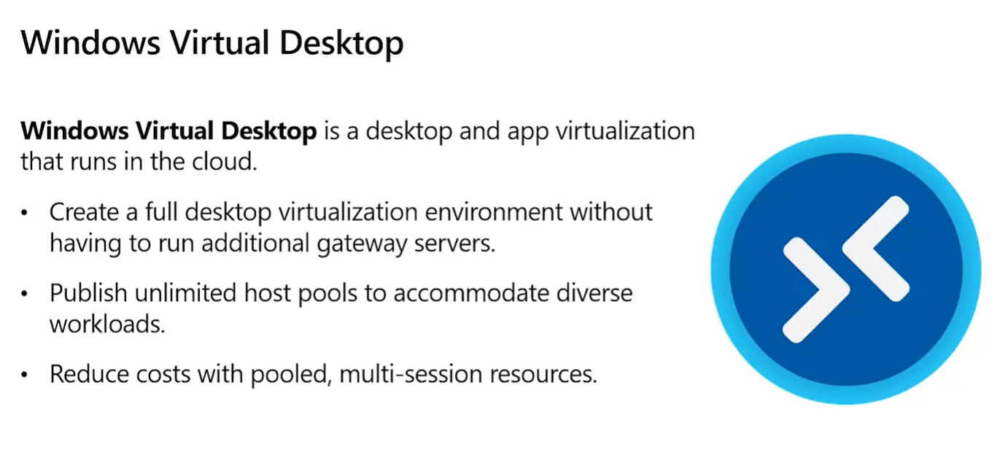 Windows Virtual Desktop
Windows Virtual Desktop is a desktop and app virtualization
that runs in the cloud.
• Create a full desktop virtualization environment without
having to run additional gateway servers.
• Publish unlimited host pools to accommodate diverse
workloads.
• Reduce costs with pooled, multi-session resources.